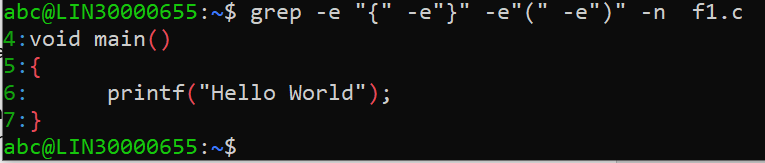 abc@LIN30000655:~$ grep -e "{" -e"}" -e"(" -e")" -n  f1.c
4:void main()
5:{
6:      printf("Hello World");
7:}
abc@LIN30000655:~$